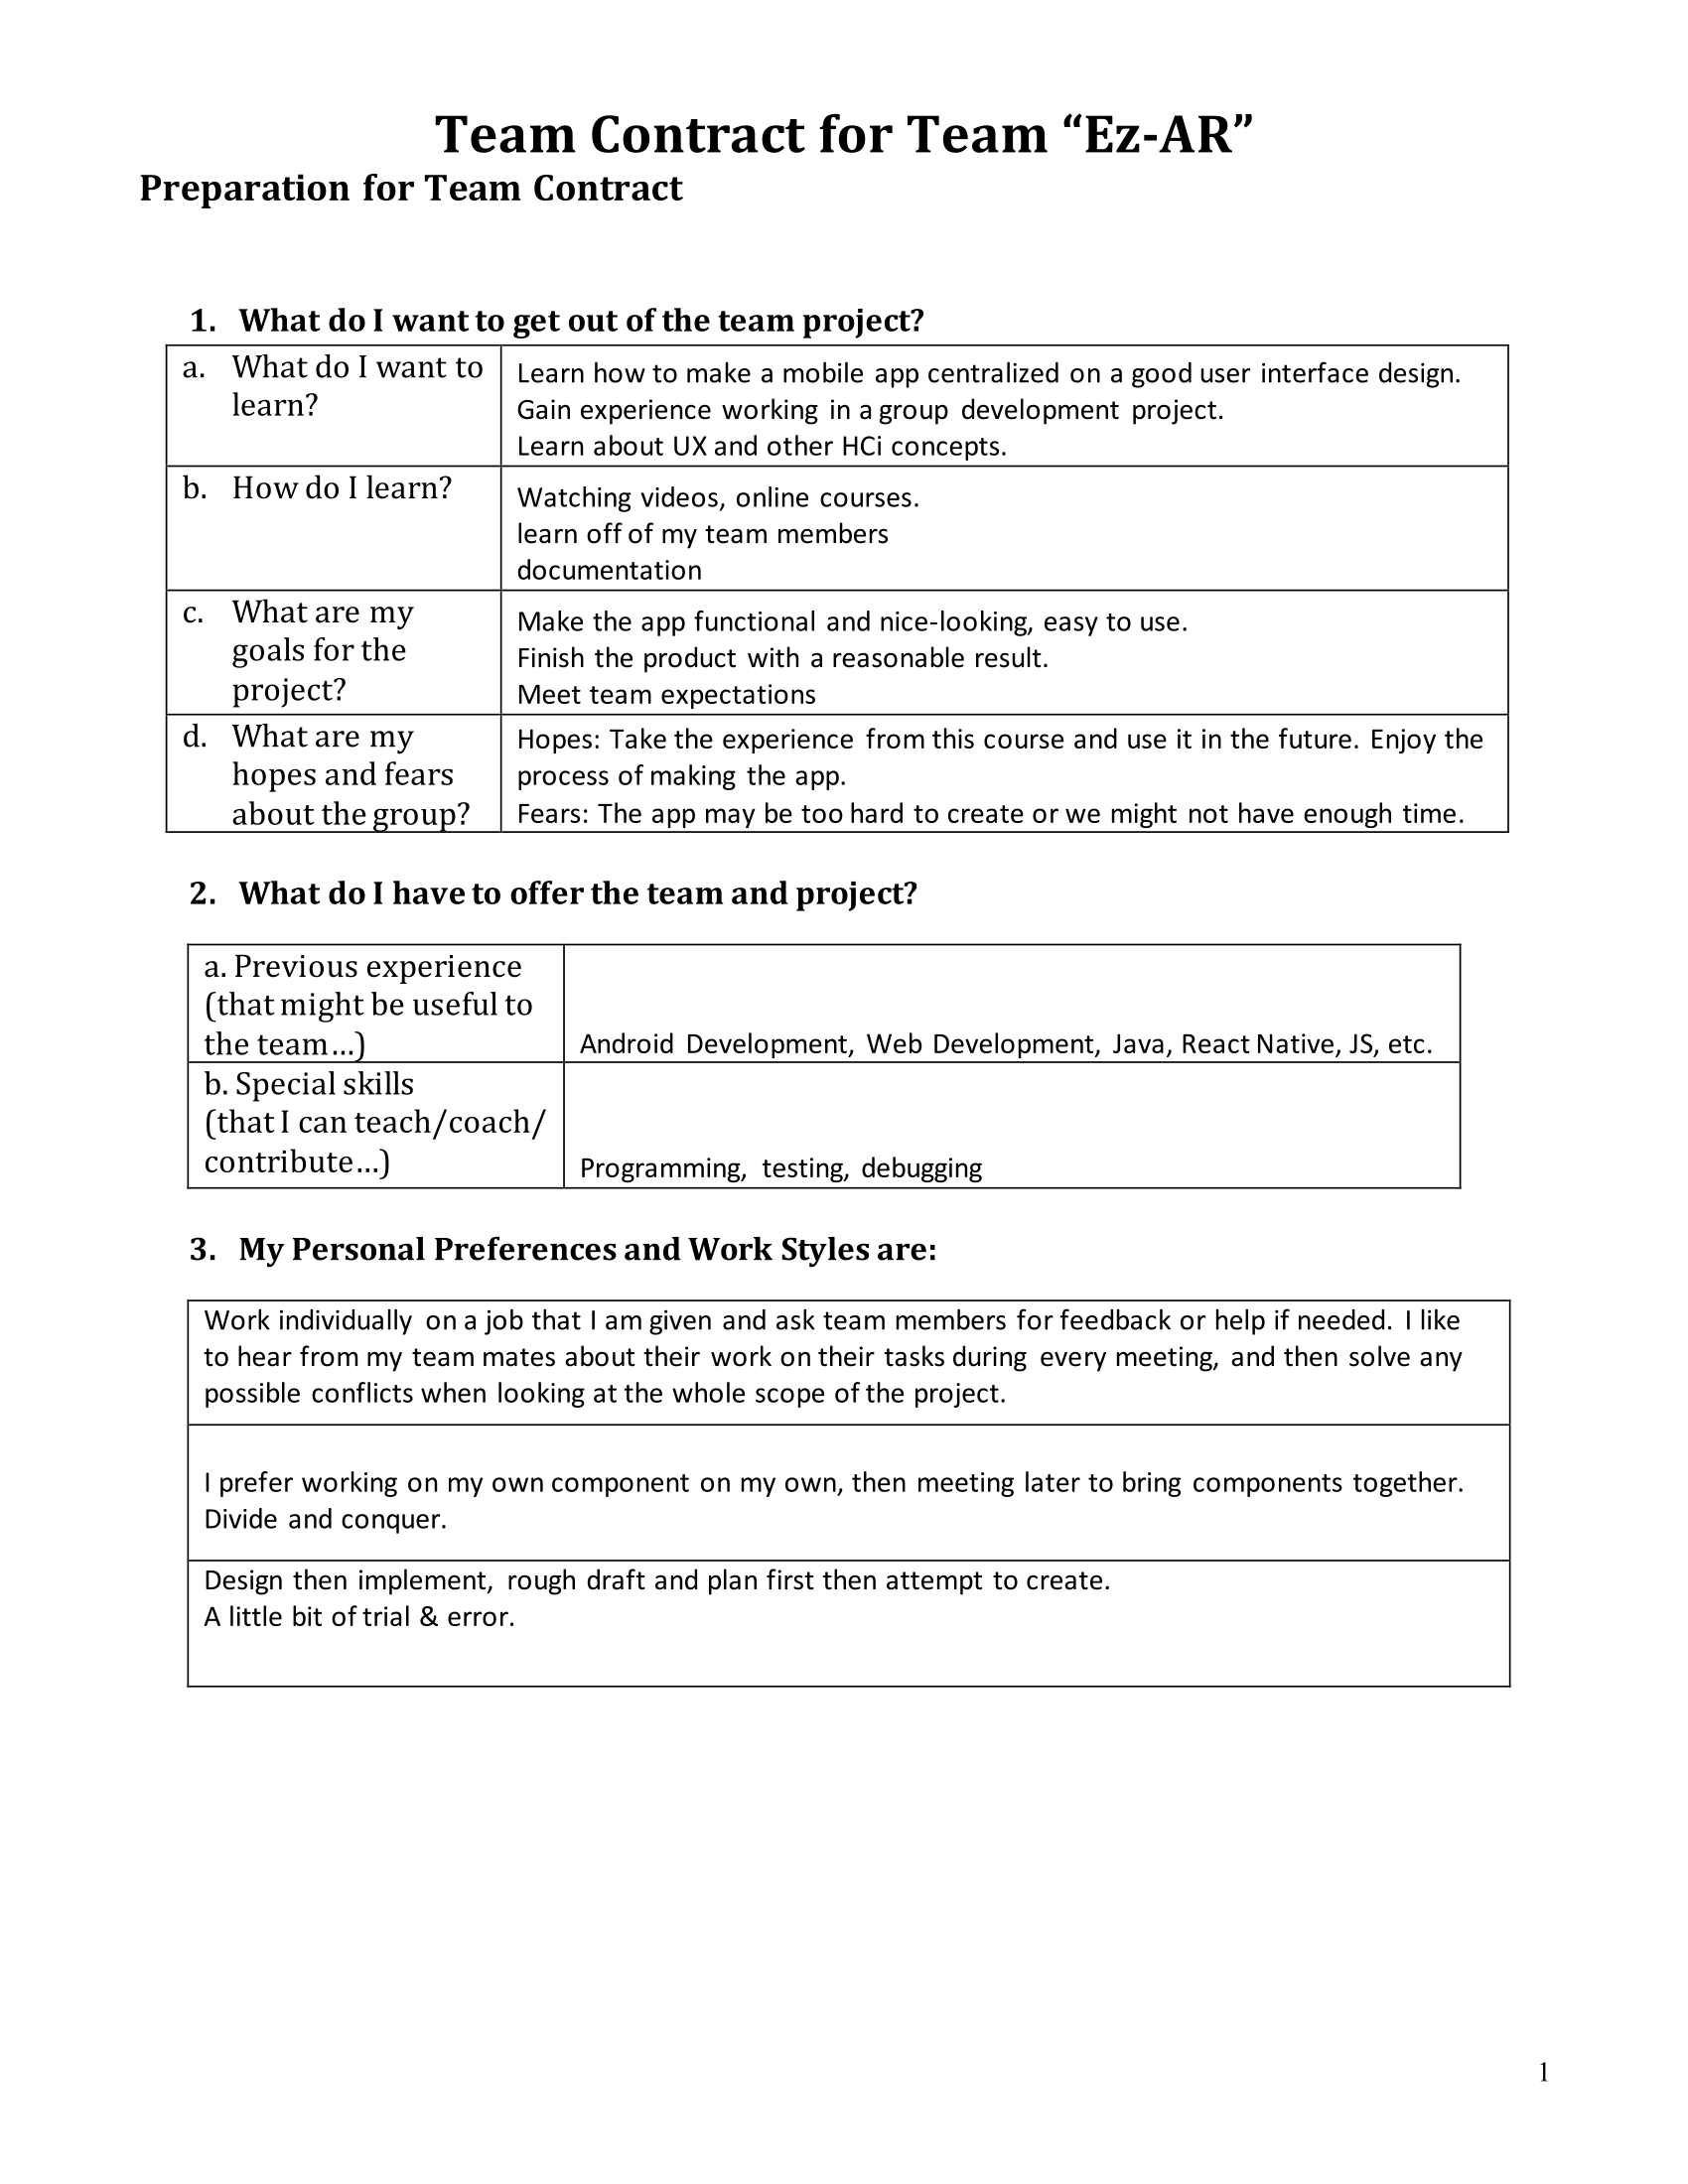 Team Contract for Team “Ez-AR”
Preparation for Team Contract
1. What do I want to get out of the team project?
a. What do I want to
learn?
Learn how to make a mobile app centralized on a good user interface design.
Gain experience working in a group development project.
Learn about UX and other HCi concepts.
b. How do I learn?
Watching videos, online courses.
learn off of my team members
documentation
c. What are my
goals for the
project?
Make the app functional and nice-looking, easy to use.
Finish the product with a reasonable result.
Meet team expectations
d. What are my
hopes and fears
about the group?
Hopes: Take the experience from this course and use it in the future. Enjoy the
process of making the app.
Fears: The app may be too hard to create or we might not have enough time.
2. What do I have to offer the team and project?
a. Previous experience
(that might be useful to
the team…)
Android Development, Web Development, Java, React Native, JS, etc.
b. Special skills
(that I can teach/coach/
contribute…)
Programming, testing, debugging
3. My Personal Preferences and Work Styles are:
Work individually on a job that I am given and ask team members for feedback or help if needed. I like
to hear from my team mates about their work on their tasks during every meeting, and then solve any
possible conflicts when looking at the whole scope of the project.
I prefer working on my own component on my own, then meeting later to bring components together.
Divide and conquer.
Design then implement, rough draft and plan first then attempt to create.
A little bit of trial & error.
1